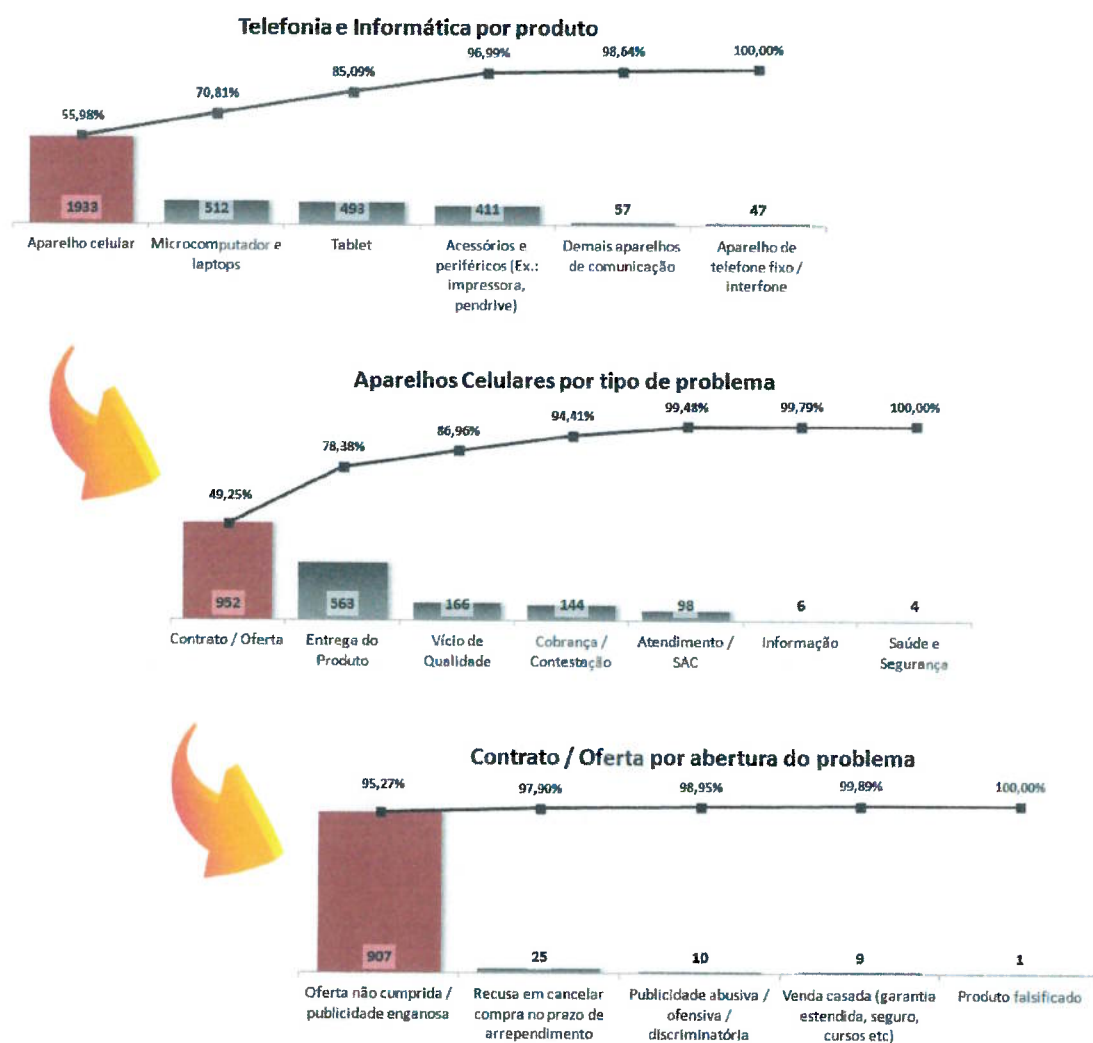 Telefonia e Informática por produto
55,98%
70,81%
85,09%
96,99%
98,64%
100,00%
1933
512
493
411
57
47
Aparelho celular
Microcomputador e
laptops
Tablet
Acessórios e
periféricos (Ex.:
impressora,
pendrive)
Demais aparelhos
de comunicação
Aparelho de
telefone fixo /
interfone
Aparelhos Celulares por tipo de problema
49,25%
78,38%
86,96%
94,41%
99,48%
99,79%
100,00%
952
563
166
144
98
6
4
Contrato / Oferta
Entrega do
Produto
Vício de
Qualidade
Cobrança /
Contestação
Atendimento /
SAC
Informação
Saúde e
Segurança
Contrato / Oferta por abertura do problema
95,27%
97,90%
98,95%
99,89%
100,00%
907
25
10
9
1
Oferta não cumprida /
publicidade enganosa
Recusa em cancelar
compra no prazo de
arrependimento
Publicidade abusiva /
ofensiva /
discriminatória
Venda casada (garantia
estendida, seguro,
cursos etc)
Produto falsificado